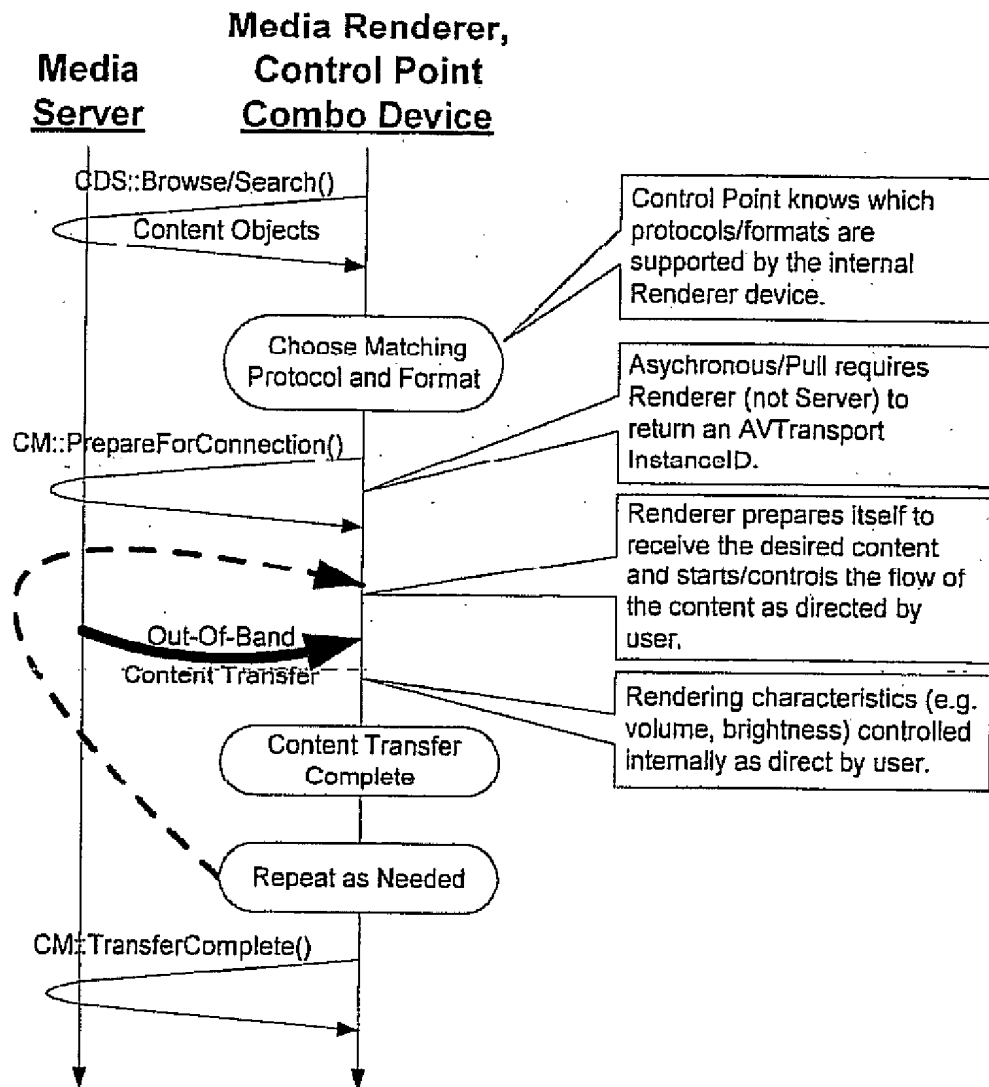 Media
Server
Media Renderer,
Control Point
Combo Device
CDS::Browse/Search()
Content Objects
Control Point knows which
protocols/formats are
supported by the internal
Renderer device.
Choose Matching
Protocol and Format
Asychronous/Pull requires
Renderer (not Server) to
return an AVTransport
InstanceID.
CM::PrepareForConnection()
Renderer prepares itself to
receive the desired content
and starts/controls the flow of
the content as directed by
user.
Out-Of-Band
Content Transfer
Rendering characteristics (e.g.
volume, brightness) controlled
internally as direct by user.
Content Transfer
Complete
Repeat as Needed
CM::TransferComplete()